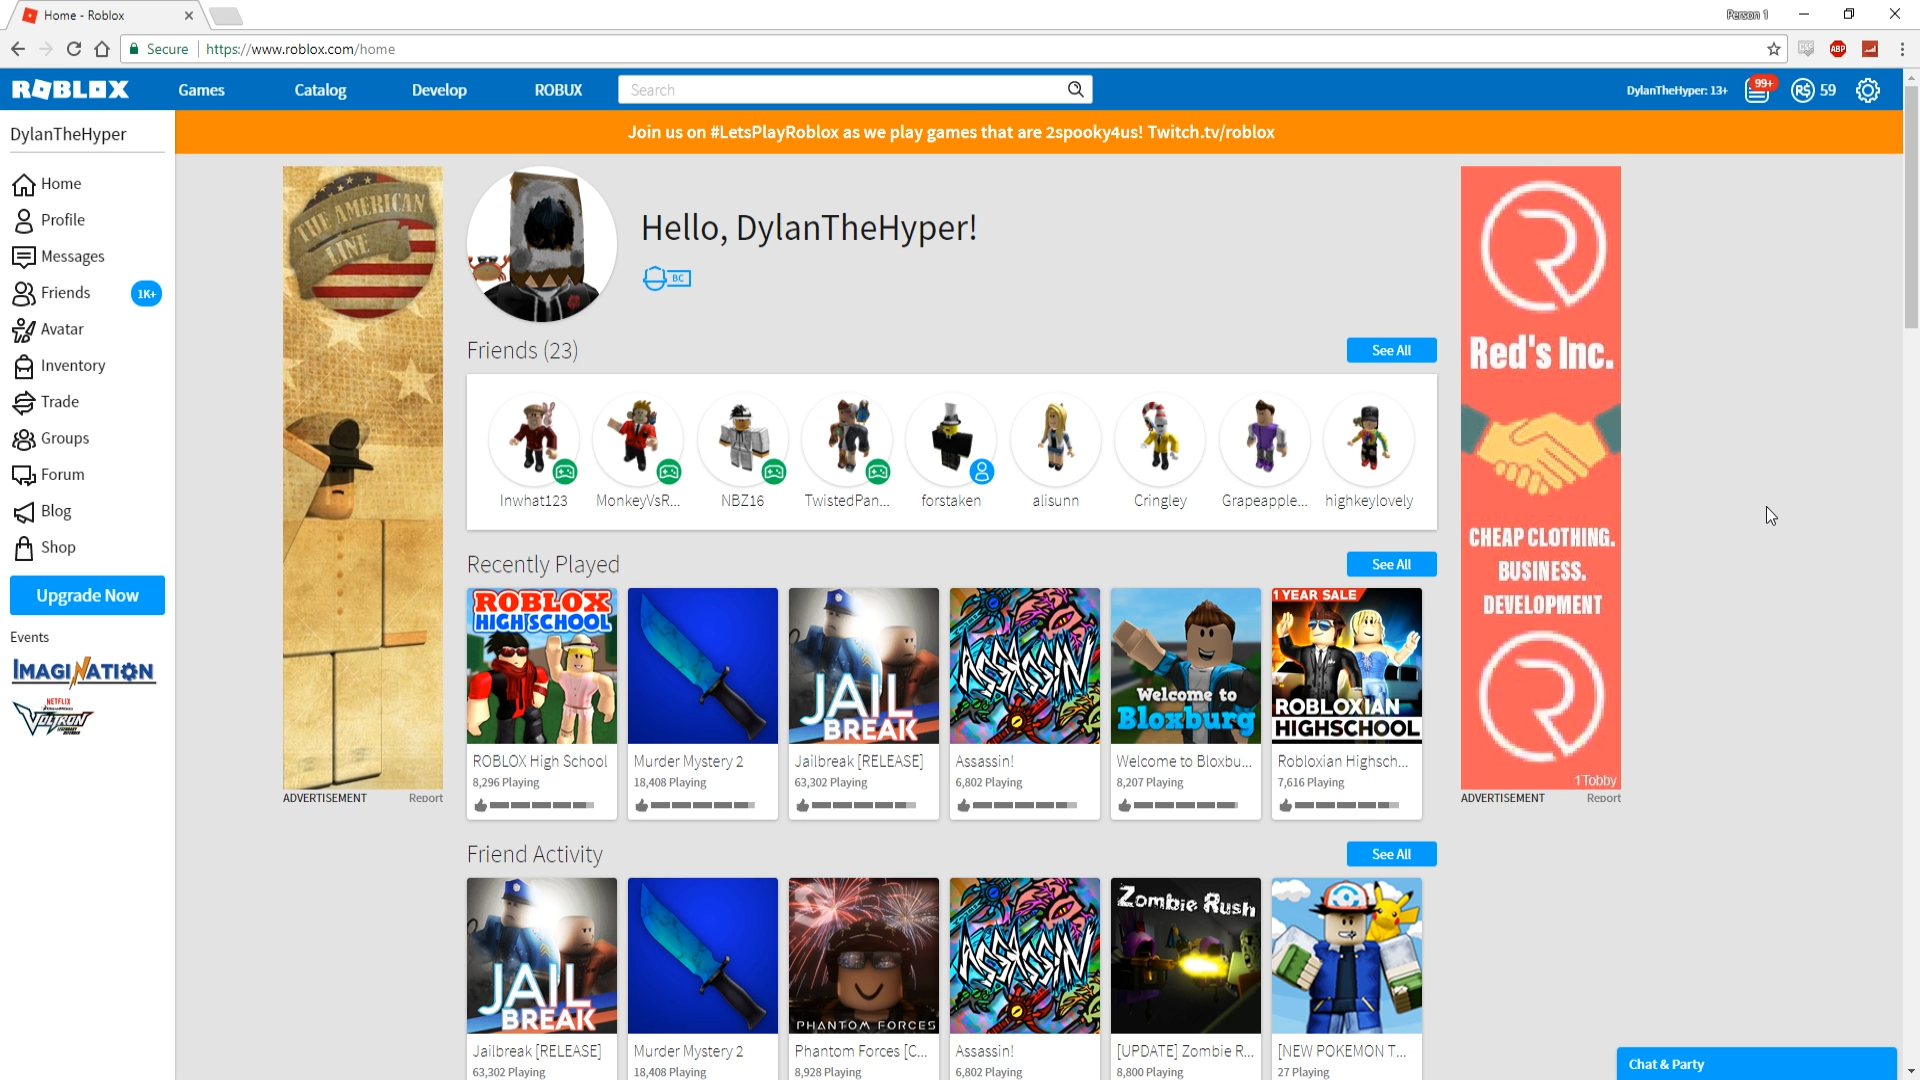 Home - Roblox
Person 1
Secure
https://www.roblox.com/home
ABP
ROBLOX
Games
Catalog
Develop
ROBUX
Search
DylanTheHyper: 13+
99+
R$
59
DylanTheHyper
Join us on #LetsPlayRoblox as we play games that are 2spooky4us! Twitch.tv/roblox
Home
Profile
Messages
Friends
1K+
Avatar
Inventory
Trade
Groups
Forum
Blog
Shop
Upgrade Now
Events
IMAGINATION
NETFLIX
VOLTRON
THE AMERICAN
LINE
ADVERTISEMENT
Report
Hello, DylanTheHyper!
BC
Friends (23)
See All
Inwhat123
MonkeyVsR...
NBZ16
TwistedPan...
forstaken
alisunn
Cringley
Grapeapple...
highkeylovely
Recently Played
See All
ROBLOX
HIGH SCHOOL
JAIL
BREAK
ASSASSIN
Welcome to
Bloxburg
1 YEAR SALE
ROBLOXIAN
HIGHSCHOOL
ROBLOX High School
8,296 Playing
Murder Mystery 2
18,408 Playing
Jailbreak [RELEASE]
63,302 Playing
Assassin!
6,802 Playing
Welcome to Bloxbu...
8,207 Playing
Robloxian Highsch...
7,616 Playing
Friend Activity
See All
JAIL
BREAK
PHANTOM FORCES
ASSASSIN
Zombie Rush
Jailbreak [RELEASE]
63,302 Playing
Murder Mystery 2
18,408 Playing
Phantom Forces [C...
8,928 Playing
Assassin!
6,802 Playing
[UPDATE] Zombie R...
8,800 Playing
[NEW POKEMON T...
27 Playing
Red's Inc.
CHEAP CLOTHING.
BUSINESS.
DEVELOPMENT
1Tobby
ADVERTISEMENT
Report
Chat & Party